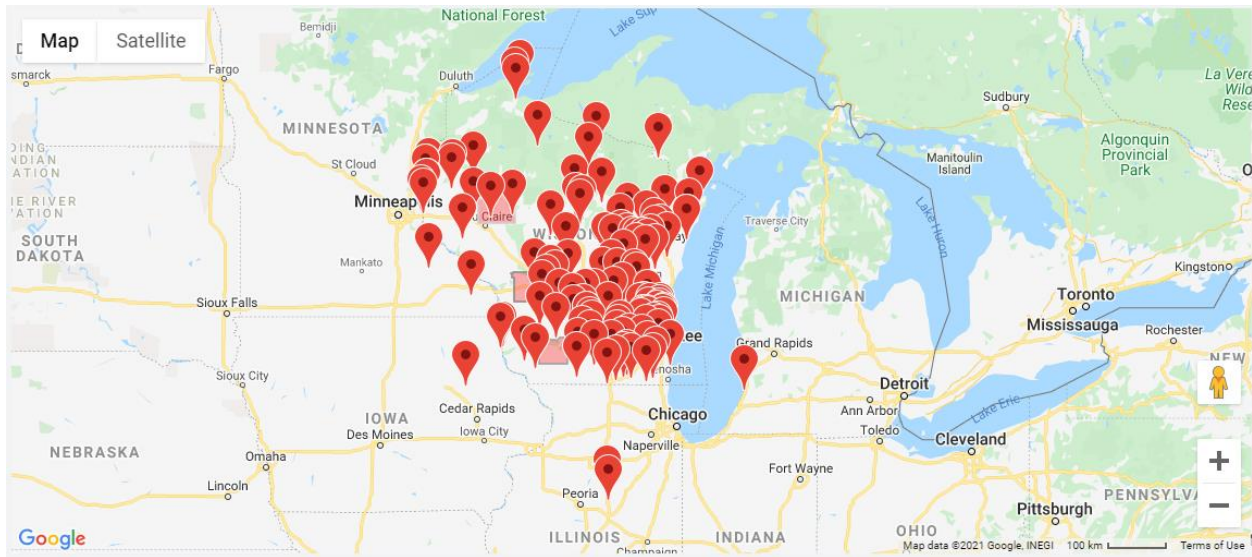 Map
Satellite
Bemidji
National Forest
Lake Sup
smarck
Fargo
Duluth
MINNESOTA
St Cloud
Minneapolis
Claire
Sudbury
La Vere
Wild
Rese
Algonquin
Provincial
Park
Manitoulin
Island
Traverse City
Lake Huron
Lake Michigan
SOUTH
DAKOTA
Mankato
Sioux Falls
MICHIGAN
Kingston
Toronto
Mississauga
Rochester
NEW
Grand Rapids
Detroit
Ann Arbor
Toledo
Lake Erie
Cleveland
Sioux City
IOWA
Cedar Rapids
Iowa City
Des Moines
Chicago
Naperville
NEBRASKA
Omaha
Lincoln
Peoria
Fort Wayne
PENNSYLVA
Pittsburgh
ILLINOIS
INDIANA
OHIO
Champaign
Google
Map data ©2021 Google, INEGI
100 km
Terms of Use